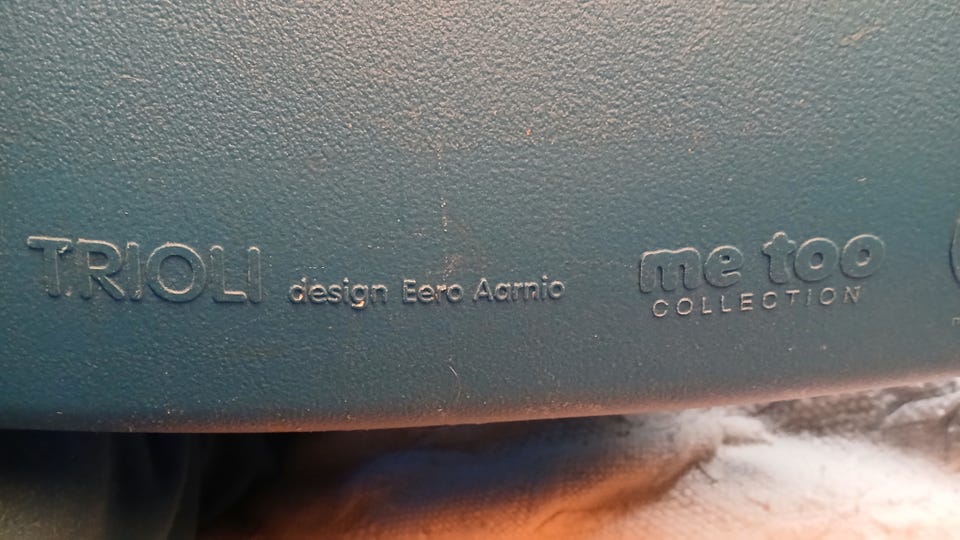 TRIOLI design Eero Aarnio
me too
COLLECTION